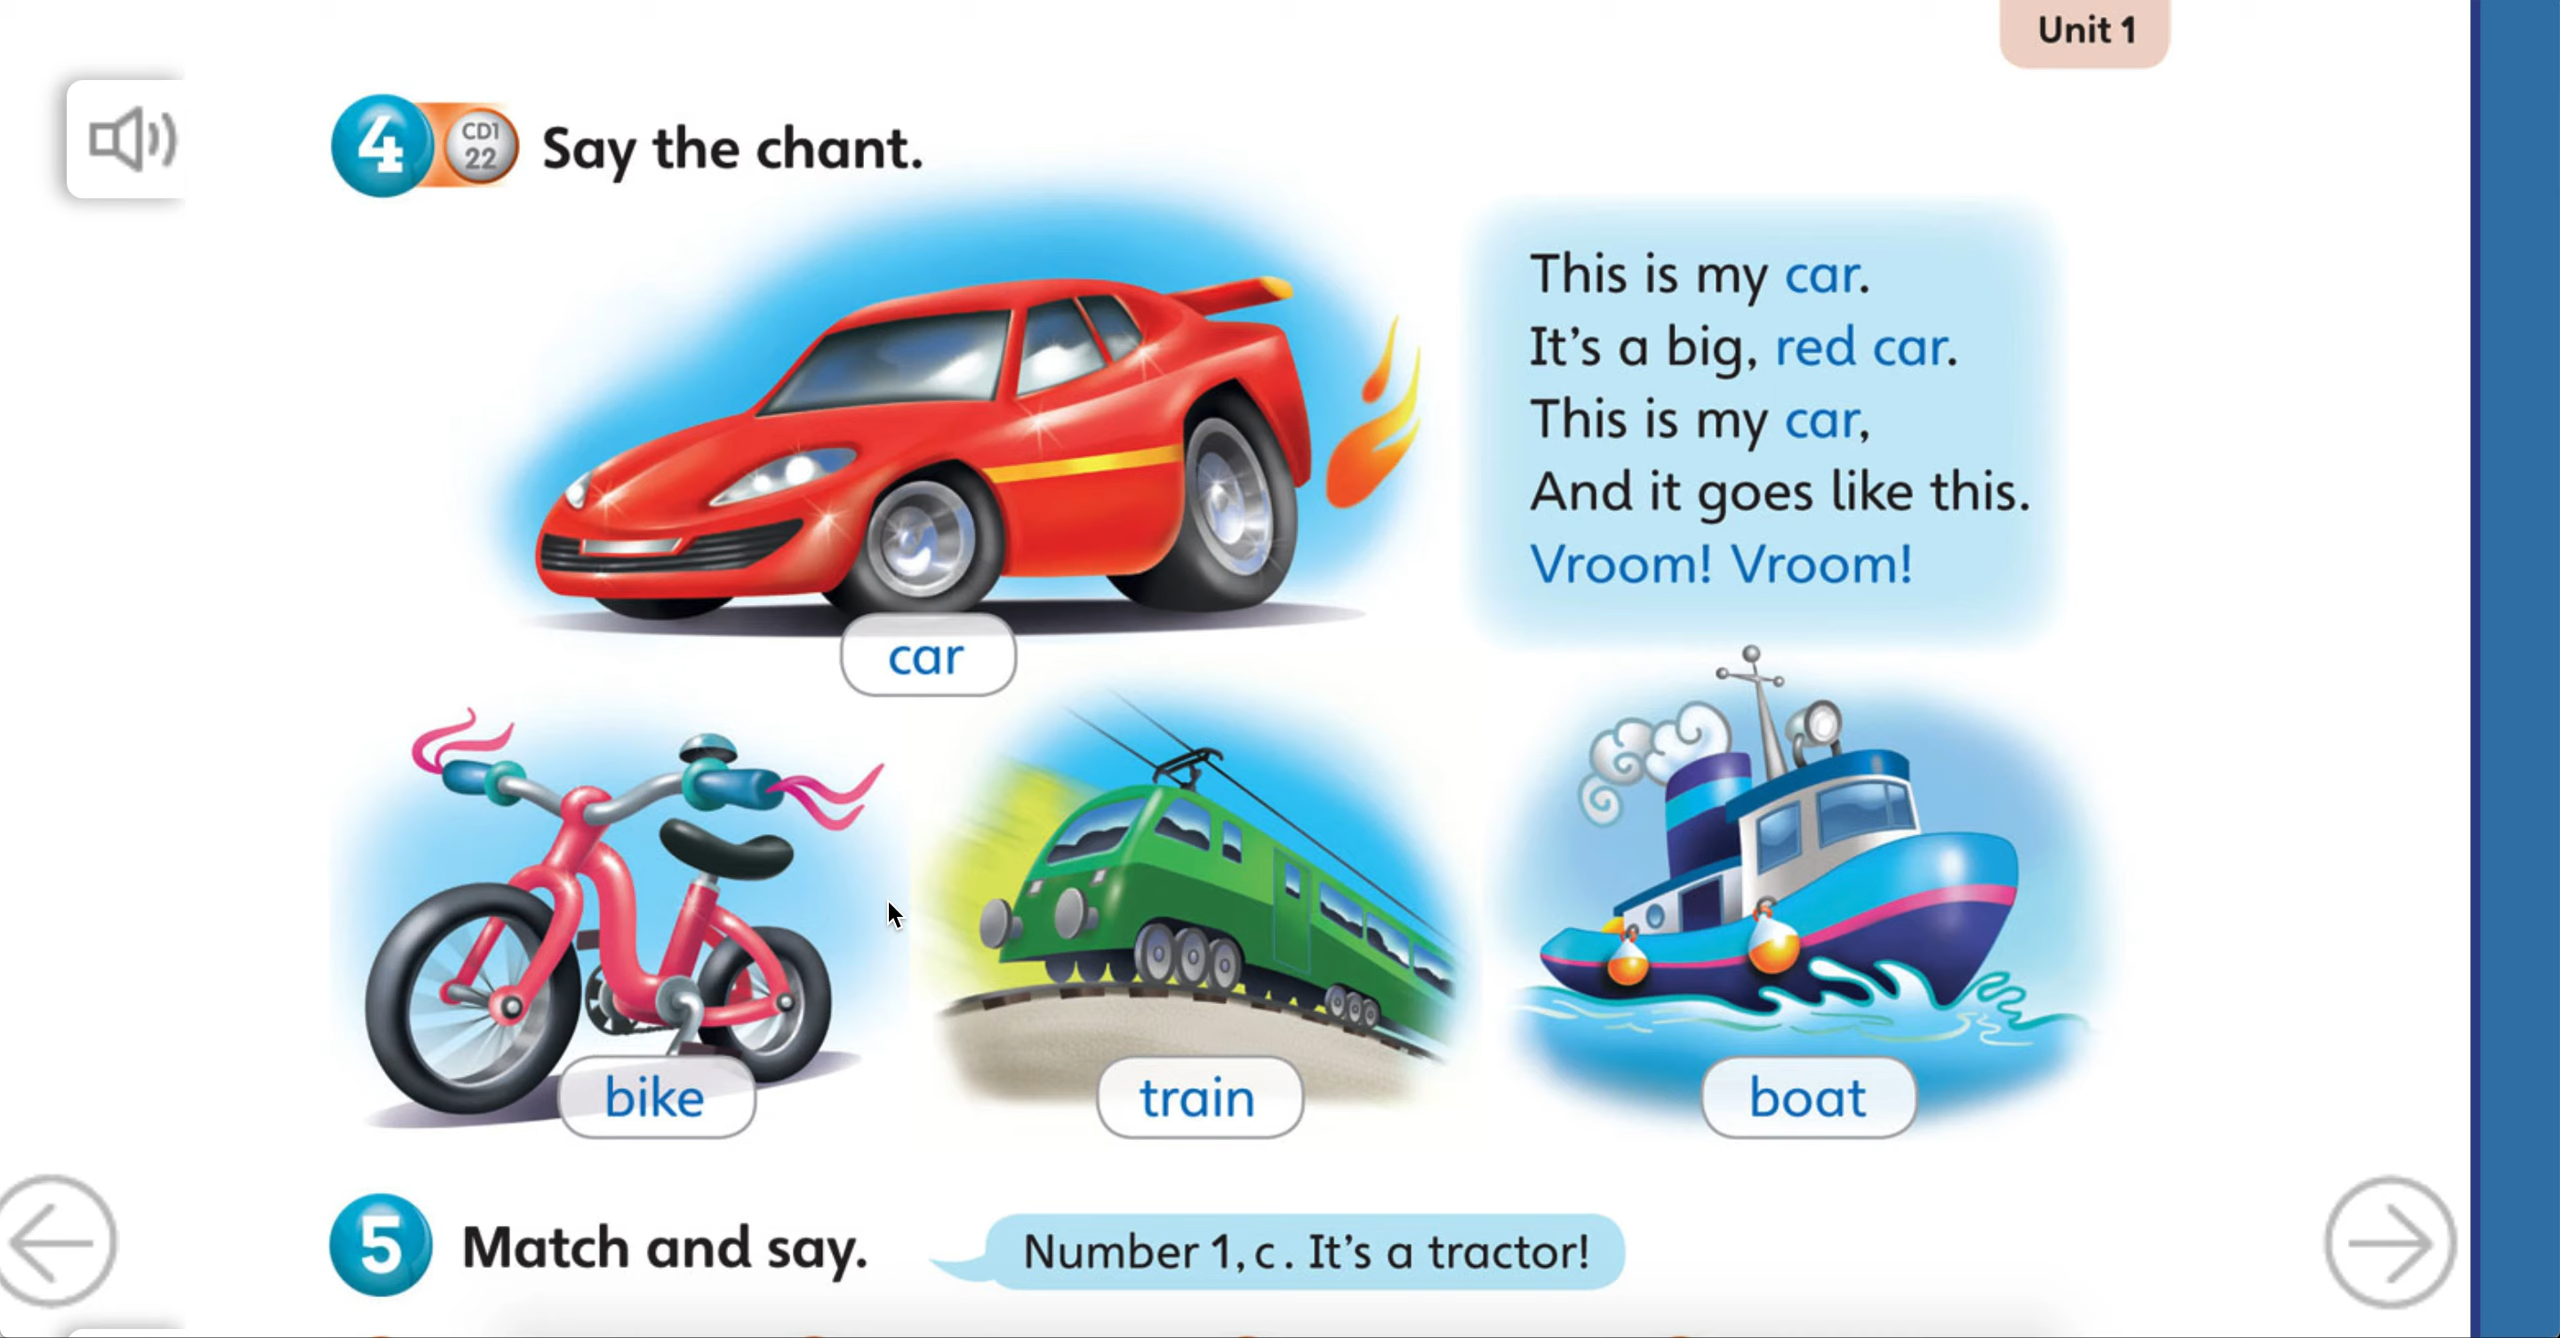 Unit 1
4 CD1 22 Say the chant.
This is my car.
It's a big, red car.
This is my car,
And it goes like this.
Vroom! Vroom!
car
bike
train
boat
5 Match and say.
Number 1, c. It's a tractor!